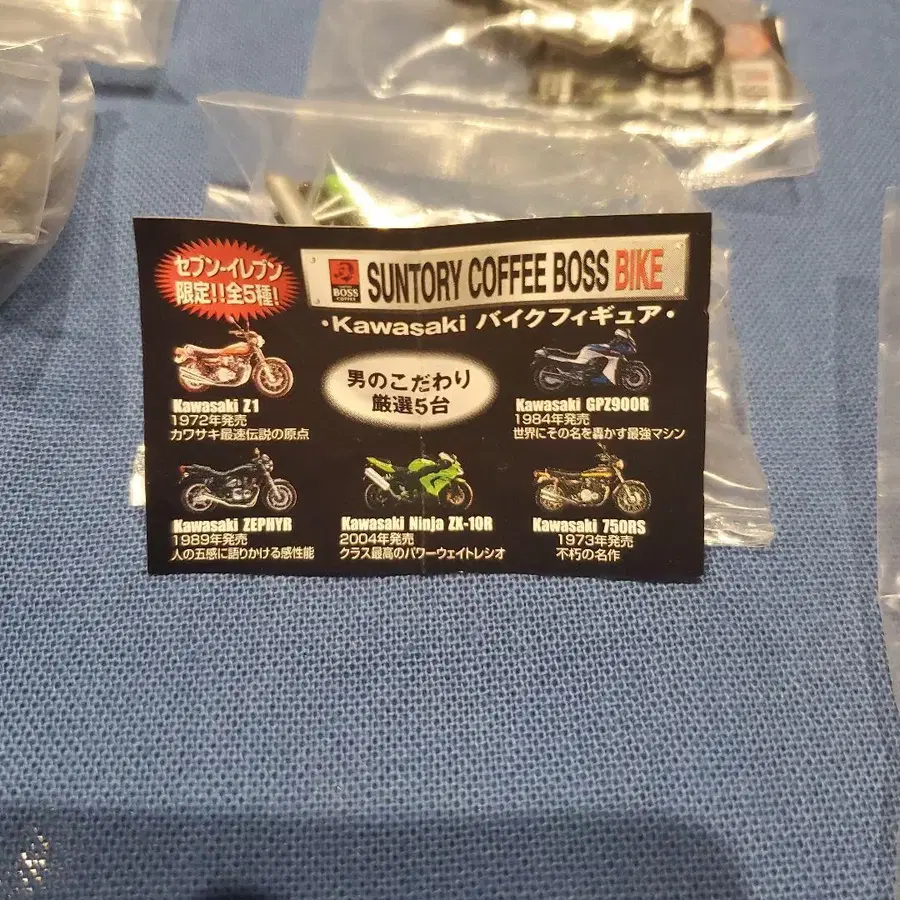 セブン-イレブン
限定!!全5種!
BOSS
COFFEE
SUNTORY COFFEE BOSS BIKE
・Kawasaki バイクフィギュア・
男のこだわり
厳選5台
Kawasaki Z1
1972年発売
カワサキ最速伝説の原点
Kawasaki GPZ900R
1984年発売
世界にその名を轟かす最強マシン
Kawasaki ZEPHYR
1989年発売
人の五感に語りかける感性能
Kawasaki Ninja ZX-10R
2004年発売
クラス最高のパワーウェイトレシオ
Kawasaki 750RS
1973年発売
不朽の名作